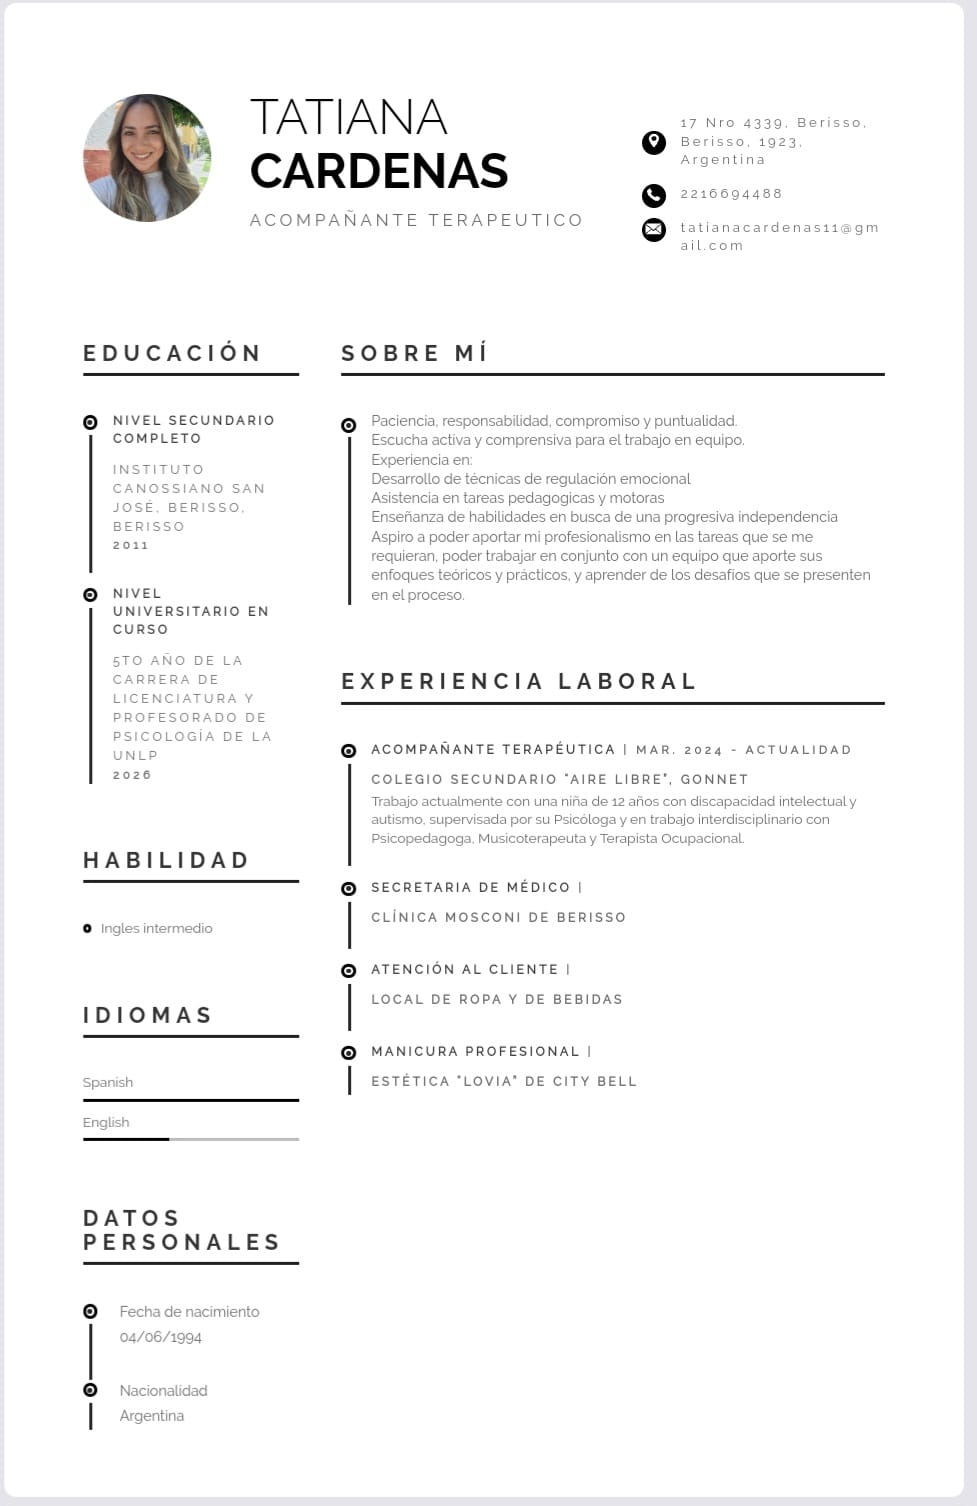 TATIANA
CARDENAS
ACOMPAÑANTE TERAPEUTICO
17 Nro 4339, Berisso,
Berisso, 1923,
Argentina
2216694488
tatianacardenas11@gm
ail.com
EDUCACIÓN
NIVEL SECUNDARIO
COMPLETO
INSTITUTO
CANOSSIANO SAN
JOSÉ, BERISSO,
BERISSO
2011
NIVEL
UNIVERSITARIO EN
CURSO
5TO AÑO DE LA
CARRERA DE
LICENCIATURA Y
PROFESORADO DE
PSICOLOGÍA DE LA
UNLP
2026
HABILIDAD
Ingles intermedio
IDIOMAS
Spanish
English
DATOS
PERSONALES
Fecha de nacimiento
04/06/1994
Nacionalidad
Argentina
SOBRE MÍ
Paciencia, responsabilidad, compromiso y puntualidad.
Escucha activa y comprensiva para el trabajo en equipo.
Experiencia en:
Desarrollo de técnicas de regulación emocional
Asistencia en tareas pedagogicas y motoras
Enseñanza de habilidades en busca de una progresiva independencia
Aspiro a poder aportar mi profesionalismo en las tareas que se me
requieran, poder trabajar en conjunto con un equipo que aporte sus
enfoques teóricos y prácticos, y aprender de los desafíos que se presenten
en el proceso.
EXPERIENCIA LABORAL
ACOMPAÑANTE TERAPÉUTICA | MAR. 2024 - ACTUALIDAD
COLEGIO SECUNDARIO "AIRE LIBRE", GONNET
Trabajo actualmente con una niña de 12 años con discapacidad intelectual y
autismo, supervisada por su Psicóloga y en trabajo interdisciplinario con
Psicopedagoga, Musicoterapeuta y Terapista Ocupacional.
SECRETARIA DE MÉDICO |
CLÍNICA MOSCONI DE BERISSO
ATENCIÓN AL CLIENTE |
LOCAL DE ROPA Y DE BEBIDAS
MANICURA PROFESIONAL |
ESTÉTICA "LOVIA" DE CITY BELL